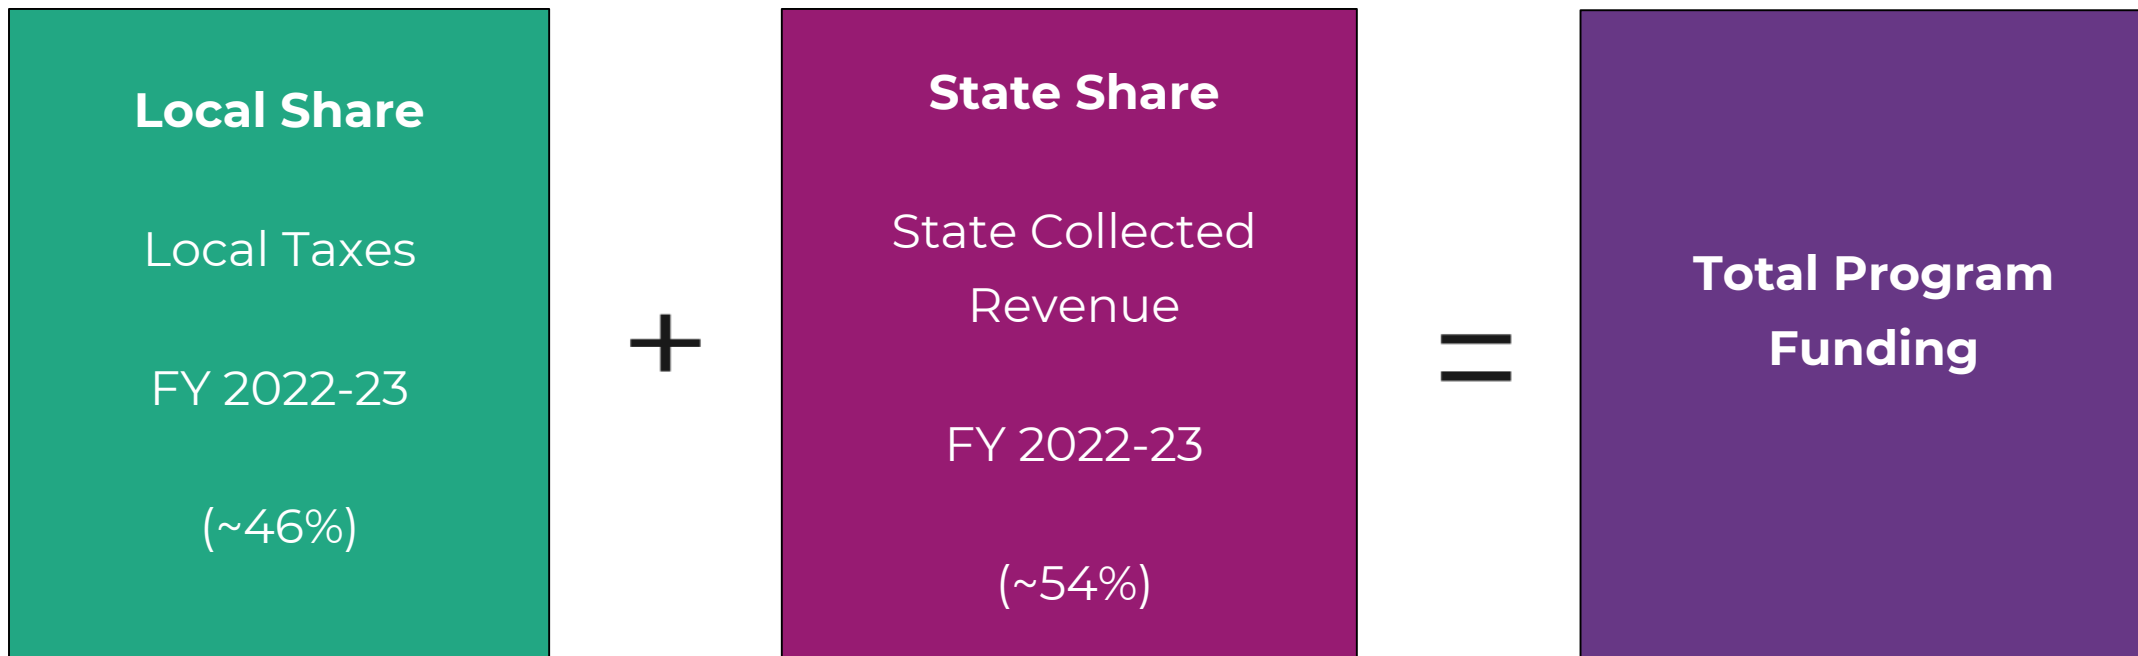 Local Share
Local Taxes
FY 2022-23
(~46%)
+
State Share
State Collected
Revenue
FY 2022-23
(~54%)
=
Total Program
Funding